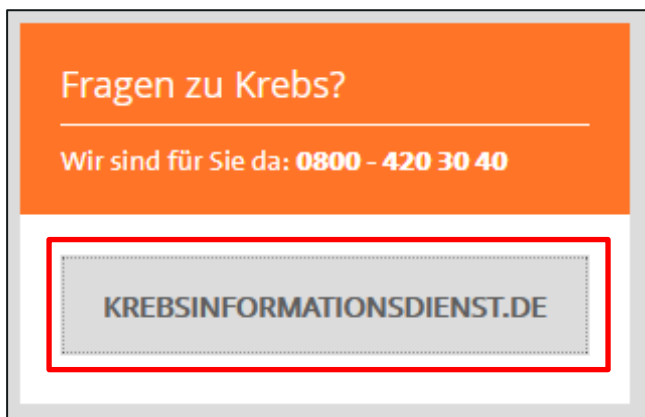 Fragen zu Krebs?
Wir sind für Sie da: 0800 - 420 30 40
KREBSINFORMATIONSDIENST.DE